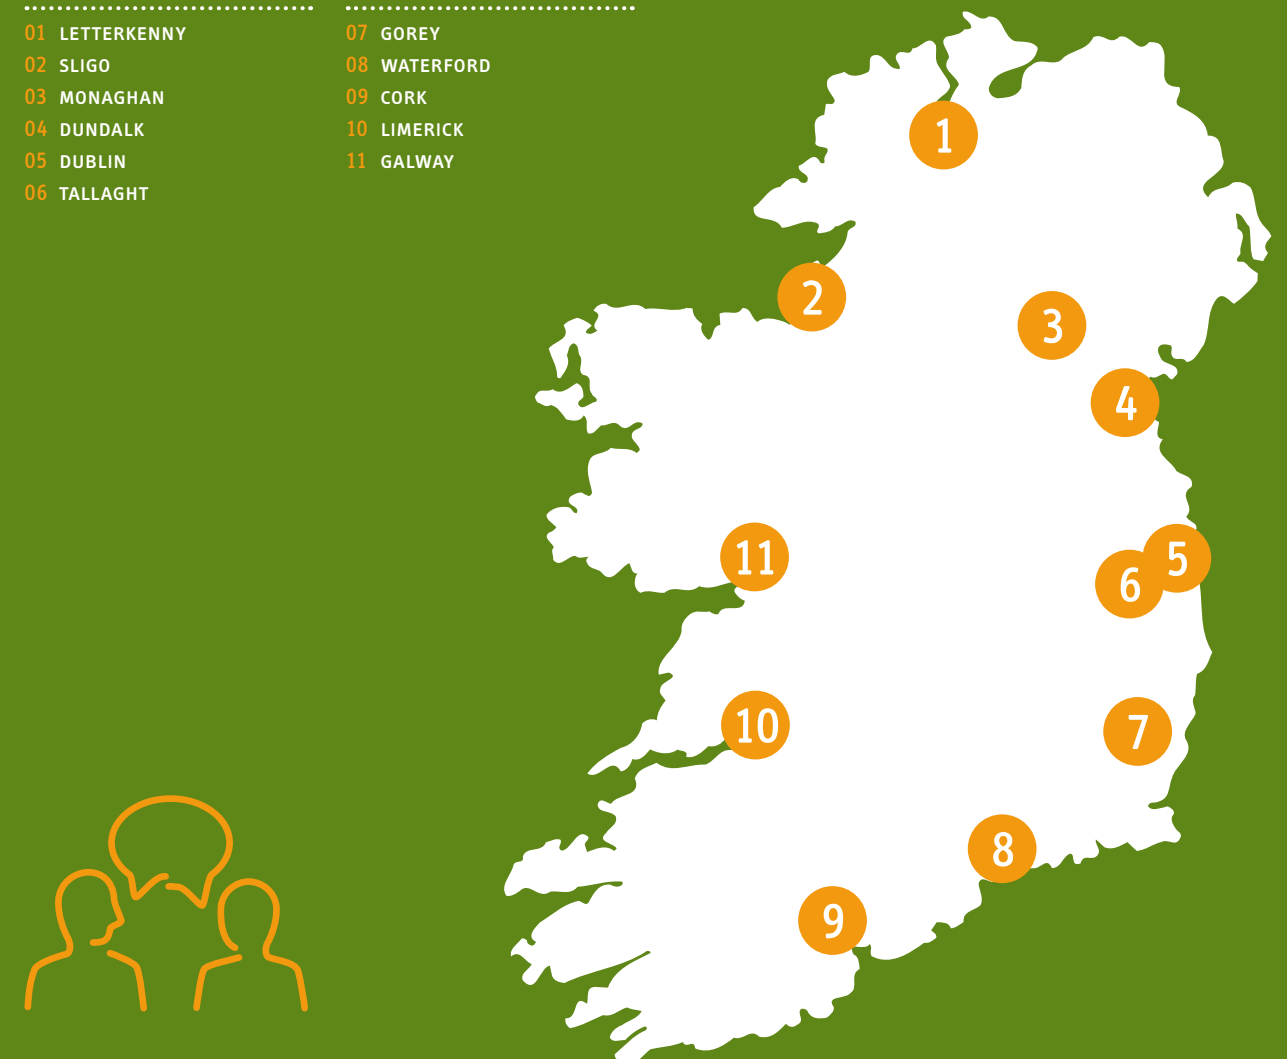 01 LETTERKENNY
02 SLIGO
03 MONAGHAN
04 DUNDALK
05 DUBLIN
06 TALLAGHT
07 GOREY
08 WATERFORD
09 CORK
10 LIMERICK
11 GALWAY
1
2
3
4
5
6
11
10
7
8
9